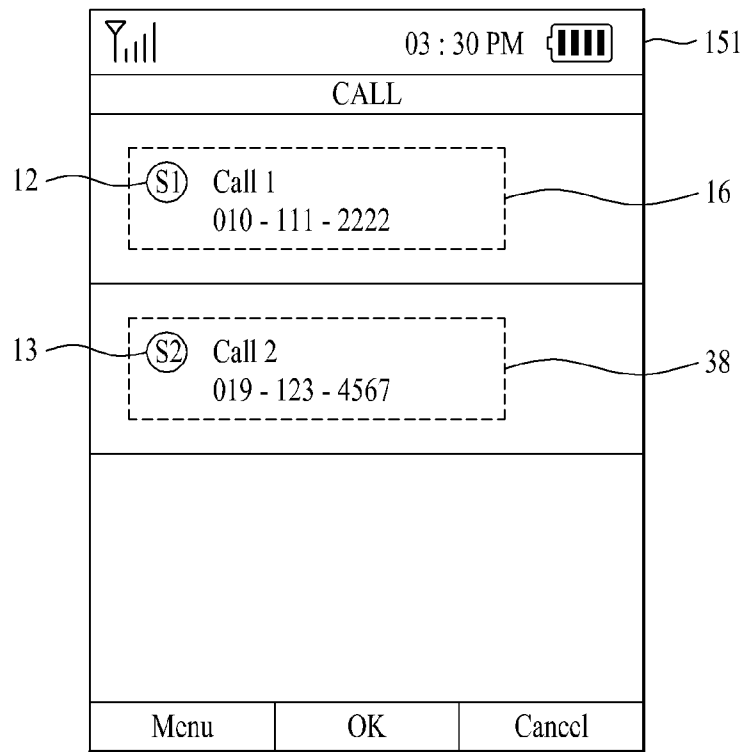 03 : 30 PM
151
CALL
12
S1 Call 1
010 - 111 - 2222
16
13
S2 Call 2
019 - 123 - 4567
38
Menu OK Cancel